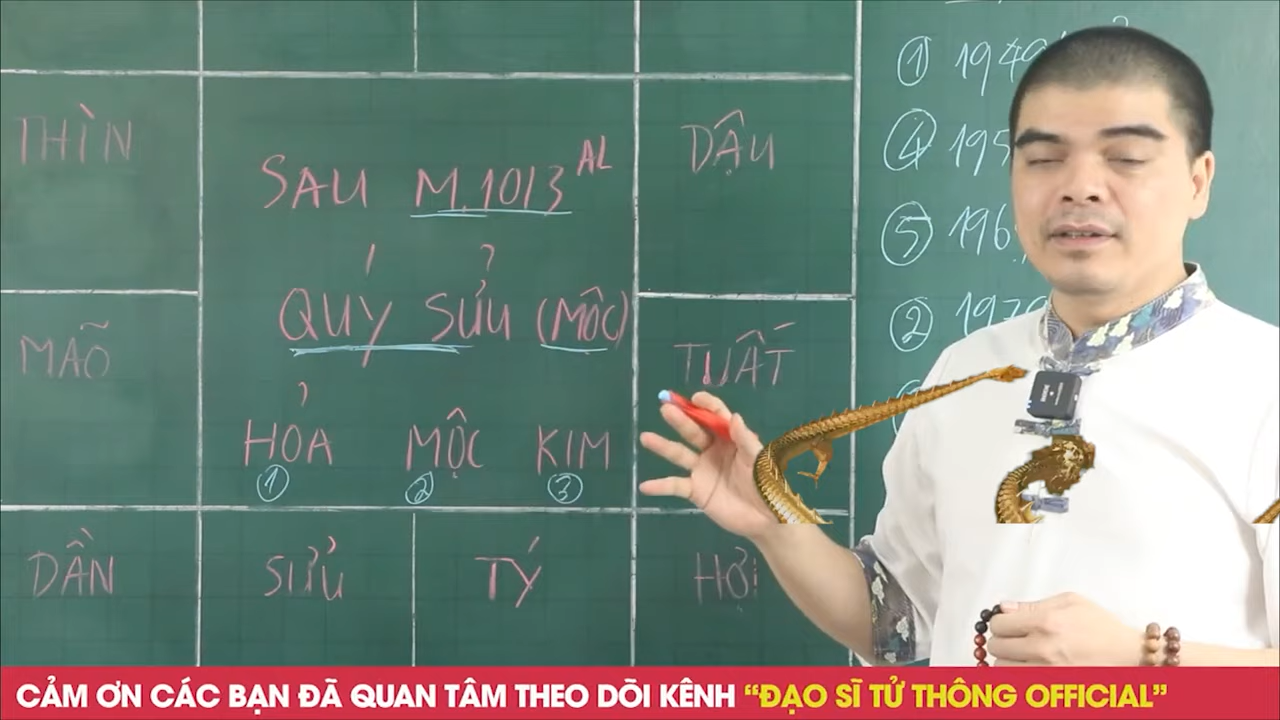 THÌN
MÃO
DẦN
SAU M.1013 AL
QUÝ SỬU (MỘC)
HỎA MỘC KIM
1 2 3
SỬU
TÝ
DẬU
TUẤT
HỢI
① 1949
④ 195
⑤ 196
② 1970
CẢM ƠN CÁC BẠN ĐÃ QUAN TÂM THEO DÕI KÊNH “ĐẠO SĨ TỬ THÔNG OFFICIAL”